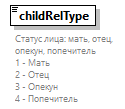 childRelType
Статус лица: мать, отец,
опекун, попечитель
1 - Мать
2 - Отец
3 - Опекун
4 - Попечитель